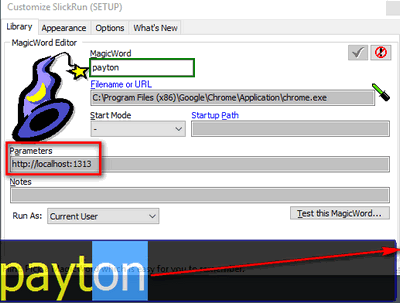 Customize SlickRun (SETUP)
Library Appearance Options What's New
MagicWord Editor
MagicWord
payton
Filename or URL
C:\Program Files (x86)\Google\Chrome\Application\chrome.exe
Start Mode Startup Path
-
Parameters
http://localhost:1313
Notes
Run As: Current User Test this MagicWord...
payton